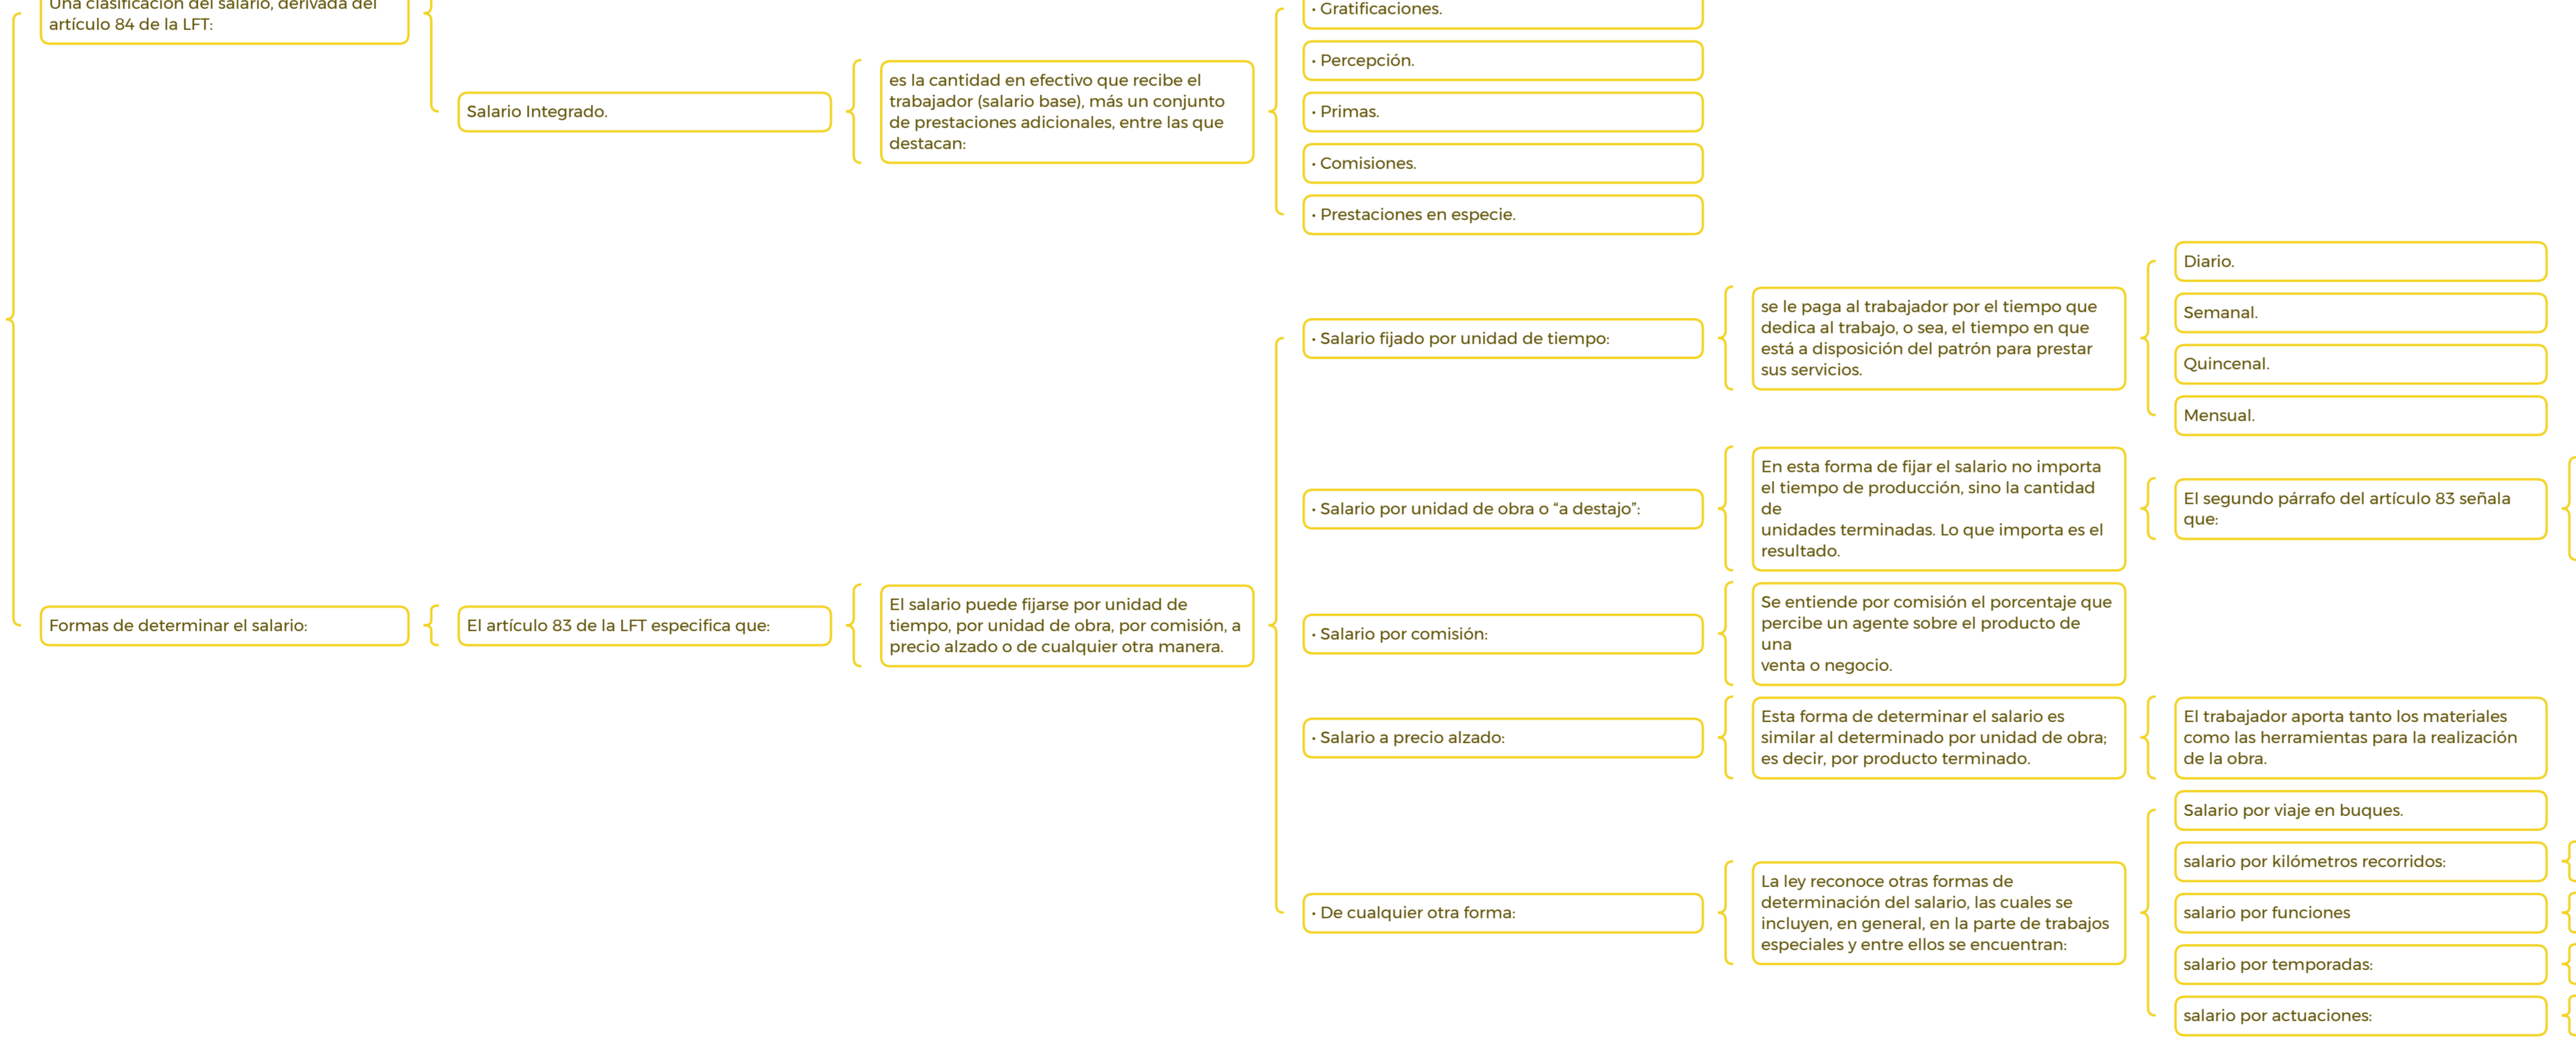 Una clasificación del salario, derivada del
artículo 84 de la LFT:
Salario Integrado.
es la cantidad en efectivo que recibe el
trabajador (salario base), más un conjunto
de prestaciones adicionales, entre las que
destacan:
• Gratificaciones.
• Percepción.
• Primas.
• Comisiones.
• Prestaciones en especie.
Formas de determinar el salario:
El artículo 83 de la LFT especifica que:
El salario puede fijarse por unidad de
tiempo, por unidad de obra, por comisión, a
precio alzado o de cualquier otra manera.
• Salario fijado por unidad de tiempo:
se le paga al trabajador por el tiempo que
dedica al trabajo, o sea, el tiempo en que
está a disposición del patrón para prestar
sus servicios.
Diario.
Semanal.
Quincenal.
Mensual.
• Salario por unidad de obra o “a destajo”:
En esta forma de fijar el salario no importa
el tiempo de producción, sino la cantidad
de
unidades terminadas. Lo que importa es el
resultado.
El segundo párrafo del artículo 83 señala
que:
• Salario por comisión:
Se entiende por comisión el porcentaje que
percibe un agente sobre el producto de
una
venta o negocio.
• Salario a precio alzado:
Esta forma de determinar el salario es
similar al determinado por unidad de obra;
es decir, por producto terminado.
El trabajador aporta tanto los materiales
como las herramientas para la realización
de la obra.
• De cualquier otra forma:
La ley reconoce otras formas de
determinación del salario, las cuales se
incluyen, en general, en la parte de trabajos
especiales y entre ellos se encuentran:
Salario por viaje en buques.
salario por kilómetros recorridos:
salario por funciones
salario por temporadas:
salario por actuaciones: